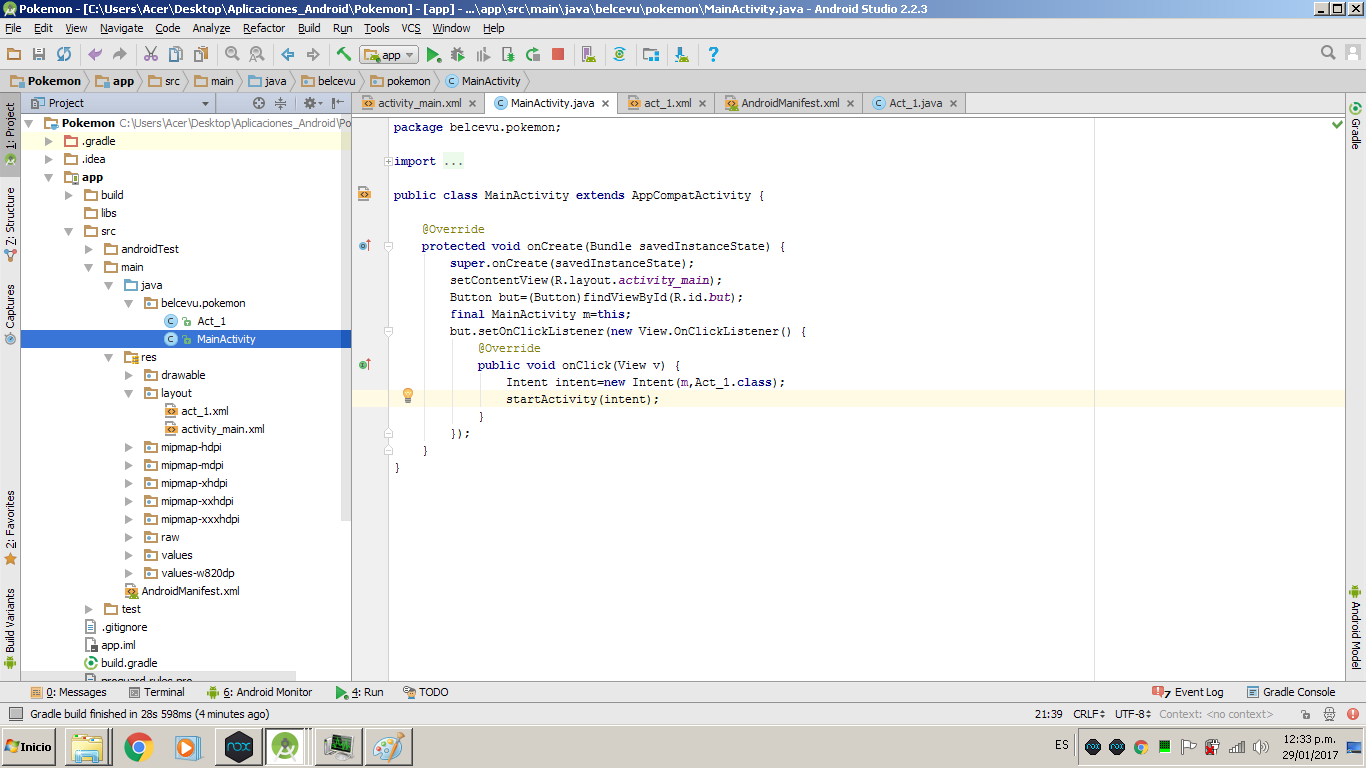 Pokemon - [C:\Users\Acer\Desktop\Aplicaciones_Android\Pokemon] - [app] - ...\app\src\main\java\belcevu\pokemon\MainActivity.java - Android Studio 2.2.3
File Edit View Navigate Code Analyze Refactor Build Run Tools VCS Window Help
app
Pokemon app src main java belcevu pokemon MainActivity
Project
activity_main.xml MainActivity.java act_1.xml AndroidManifest.xml Act_1.java
1: Project
Z: Structure
Captures
2: Favorites
Build Variants
Pokemon C:\Users\Acer\Desktop\Aplicaciones_Android\Po
.gradle
.idea
app
build
libs
src
androidTest
main
java
belcevu.pokemon
Act_1
MainActivity
res
drawable
layout
act_1.xml
activity_main.xml
mipmap-hdpi
mipmap-mdpi
mipmap-xhdpi
mipmap-xxhdpi
mipmap-xxxhdpi
raw
values
values-w820dp
AndroidManifest.xml
test
.gitignore
app.iml
build.gradle
proguard-rules.pro
package belcevu.pokemon;
import ...
public class MainActivity extends AppCompatActivity {
@Override
protected void onCreate(Bundle savedInstanceState) {
super.onCreate(savedInstanceState);
setContentView(R.layout.activity_main);
Button but=(Button)findViewById(R.id.but);
final MainActivity m=this;
but.setOnClickListener(new View.OnClickListener() {
@Override
public void onClick(View v) {
Intent intent=new Intent(m,Act_1.class);
startActivity(intent);
}
});
}
}
Gradle
Android Model
0: Messages Terminal 6: Android Monitor 4: Run TODO 7 Event Log Gradle Console
Gradle build finished in 28s 598ms (4 minutes ago) 21:39 CRLF UTF-8 Context: <no context>
Inicio nox ES 12:33 p.m.
29/01/2017